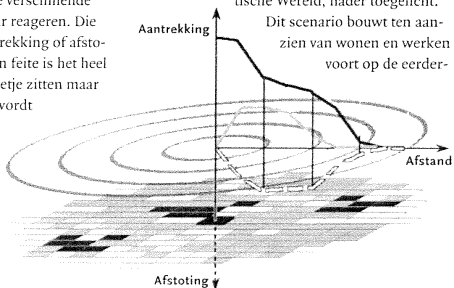 verschillende
r reageren. Die
rekking of afsto-
n feite is het heel
etje zitten maar
wordt
tische wereld, nader toegelicht.
Dit scenario bouwt ten aan-
zien van wonen en werken
voort op de eerder-
Aantrekking
Afstand
Afstoting